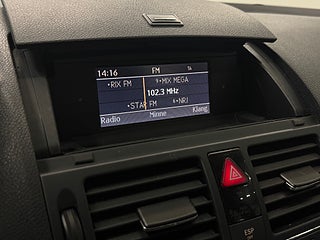 14:16 FM TA
RIX FM MIX MEGA
102.3 MHz
STAR FM NRJ
Radio Minne Klang
ESP